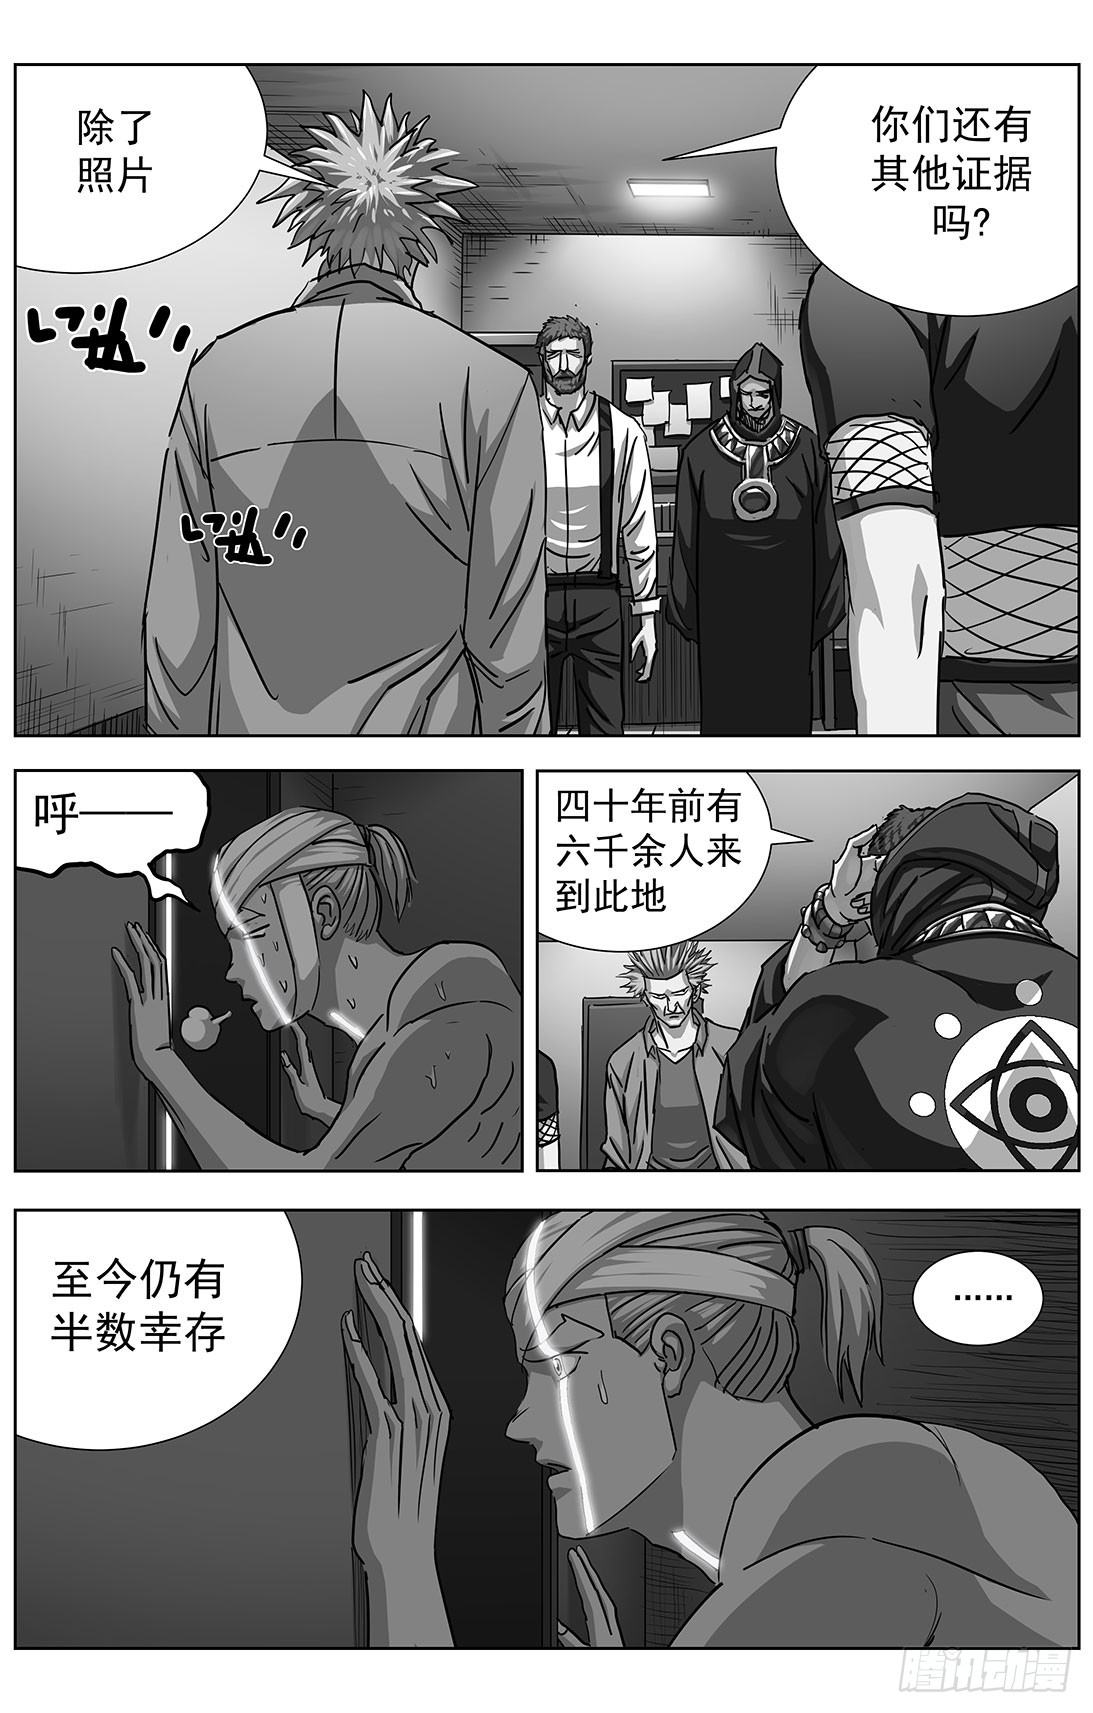 除了
照片
你们还有
其他证据
吗?
呼——
四十年前有
六千余人来
到此地
至今仍有
半数幸存
······
腾讯动漫